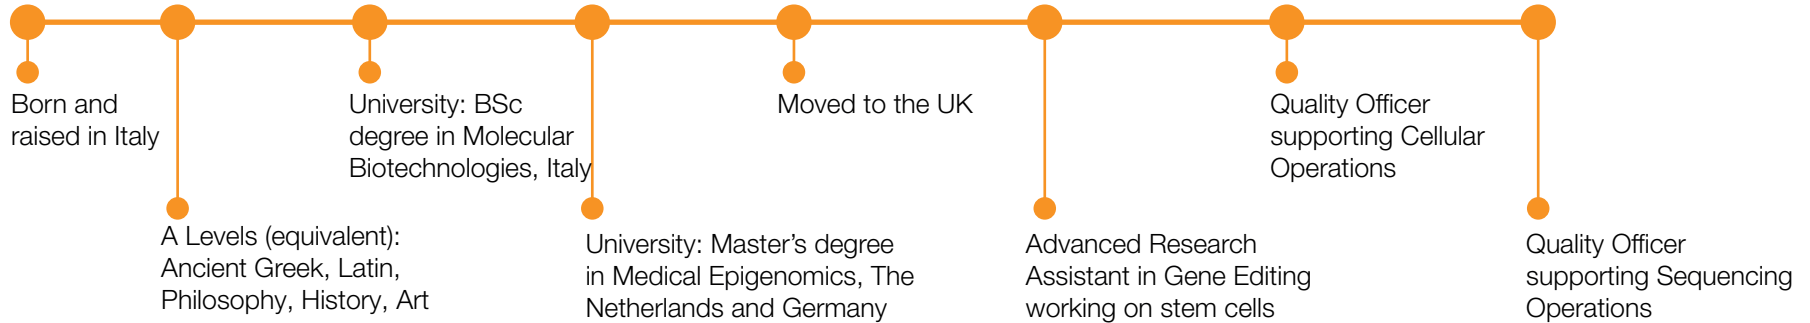 Born and
raised in Italy
A Levels (equivalent):
Ancient Greek, Latin,
Philosophy, History, Art
University: BSc
degree in Molecular
Biotechnologies, Italy
University: Master’s degree
in Medical Epigenomics, The
Netherlands and Germany
Moved to the UK
Advanced Research
Assistant in Gene Editing
working on stem cells
Quality Officer
supporting Cellular
Operations
Quality Officer
supporting Sequencing
Operations